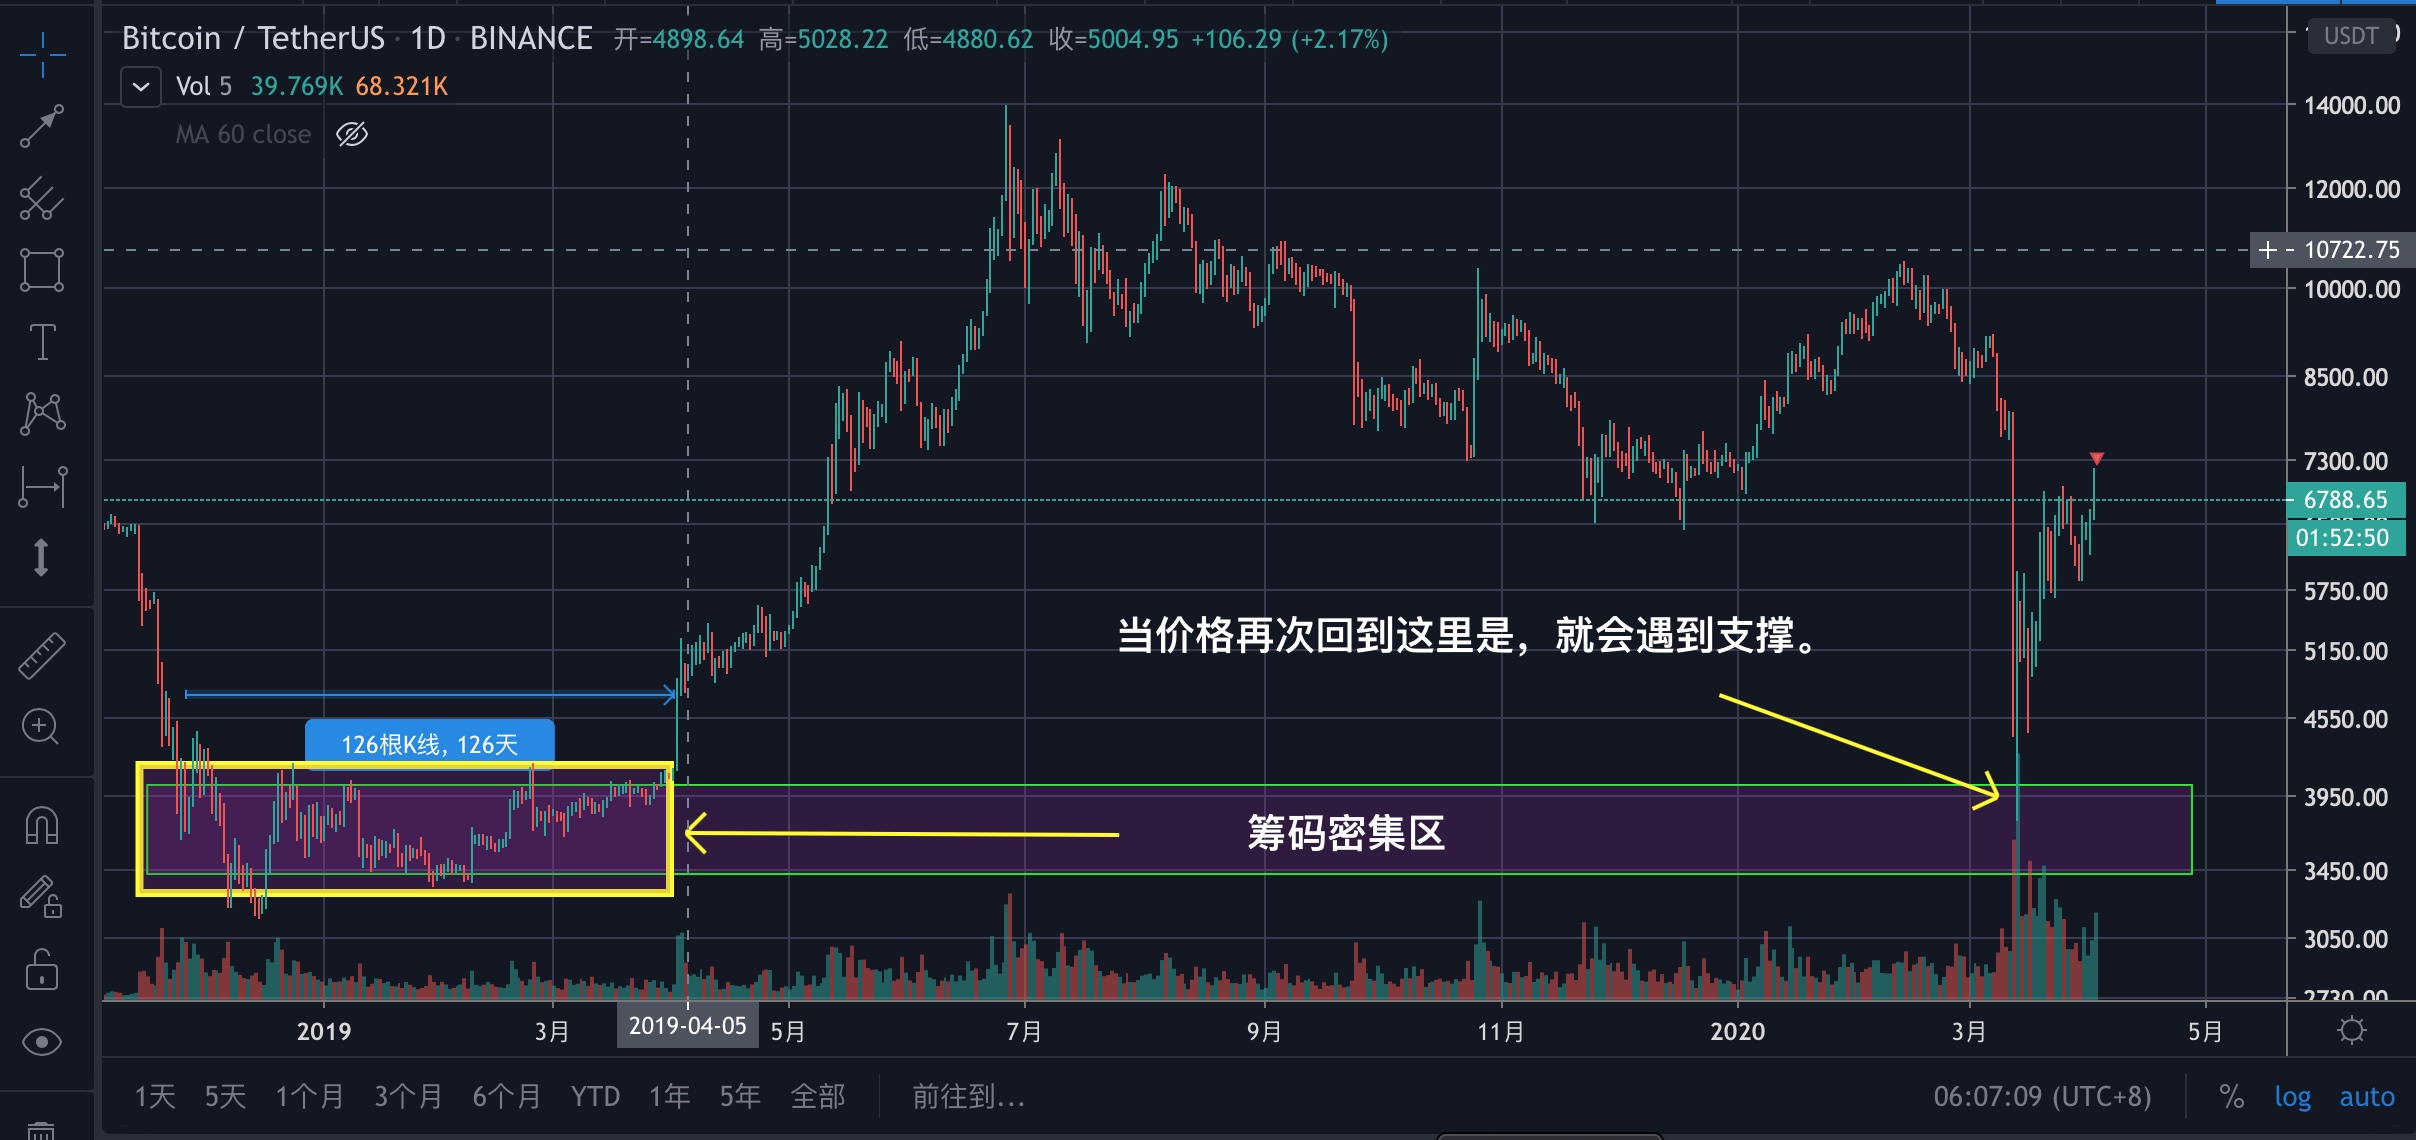 Bitcoin / TetherUS · 1D · BINANCE 开=4898.64 高=5028.22 低=4880.62 收=5004.95 +106.29 (+2.17%)
USDT
Vol 5 39.769K 68.321K
MA 60 close
14000.00
12000.00
10722.75
10000.00
8500.00
7300.00
6788.65
01:52:50
5750.00
当价格再次回到这里是，就会遇到支撑。
5150.00
4550.00
126根K线, 126天
3950.00
筹码密集区
3450.00
3050.00
2730.00
2019 3月 2019-04-05 5月 7月 9月 11月 2020 3月 5月
1天 5天 1个月 3个月 6个月 YTD 1年 5年 全部 前往到...
06:07:09 (UTC+8) % log auto